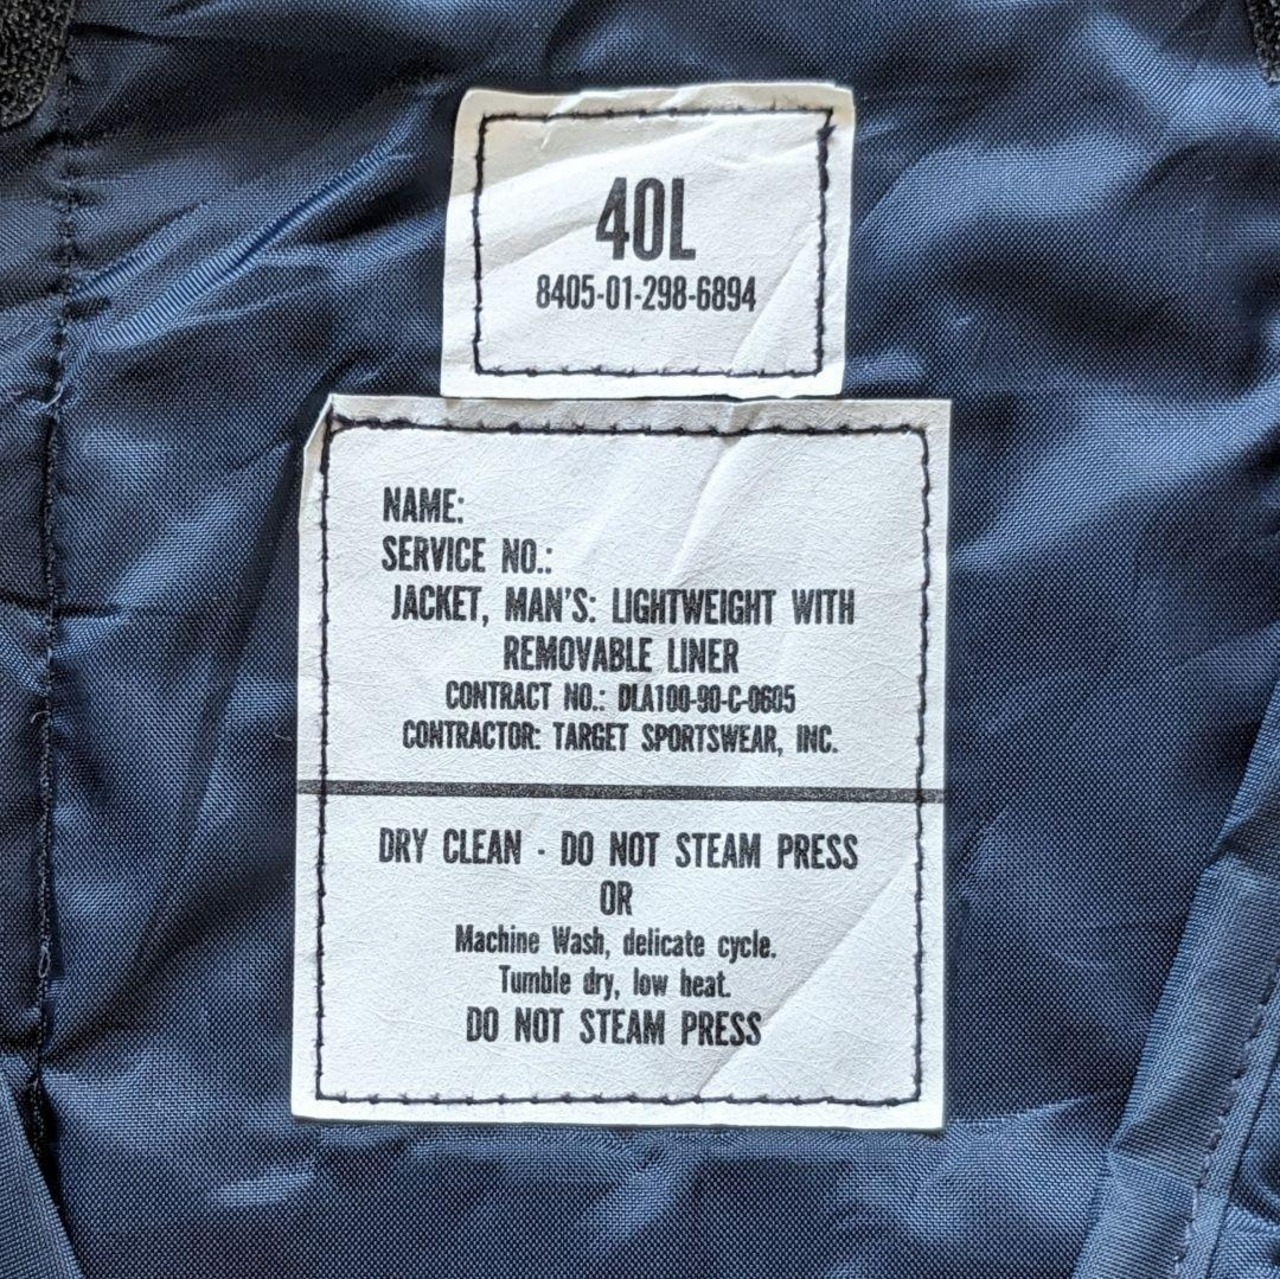 40L
8405-01-298-6894
NAME:
SERVICE NO.:
JACKET, MAN'S: LIGHTWEIGHT WITH
REMOVABLE LINER
CONTRACT NO.: DLA100-90-C-0605
CONTRACTOR: TARGET SPORTSWEAR, INC.
DRY CLEAN - DO NOT STEAM PRESS
OR
Machine Wash, delicate cycle.
Tumble dry, low heat.
DO NOT STEAM PRESS